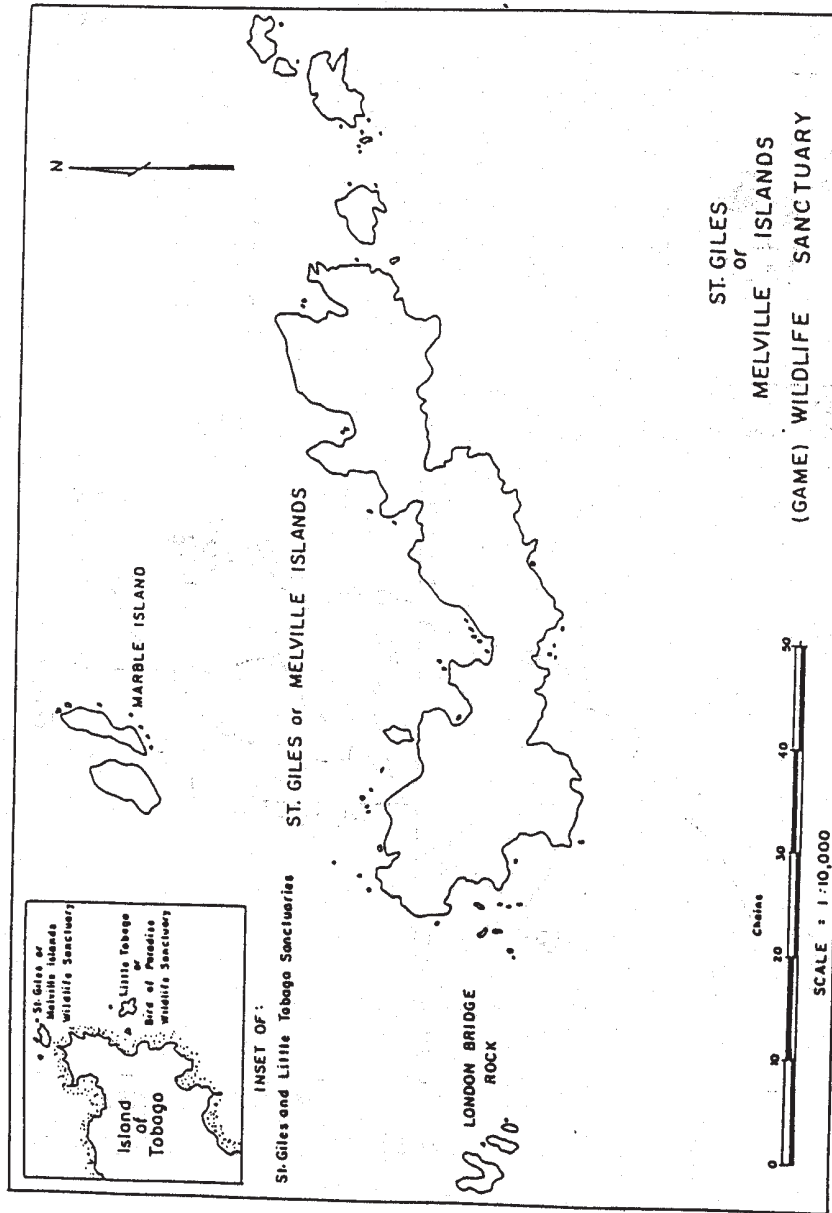 St. Giles or
Melville Islands
Wildlife Sanctuary
Little Tobago
or
Bird of Paradise
Wildlife Sanctuary
Island
of
Tobago
INSET OF:
St. Giles and Little Tobago Sanctuaries
N
MARBLE ISLAND
ST. GILES or MELVILLE ISLANDS
LONDON BRIDGE
ROCK
ST. GILES
or
MELVILLE ISLANDS
(GAME) WILDLIFE SANCTUARY
Chains
0 10 20 30 40 50
SCALE : 1:10,000